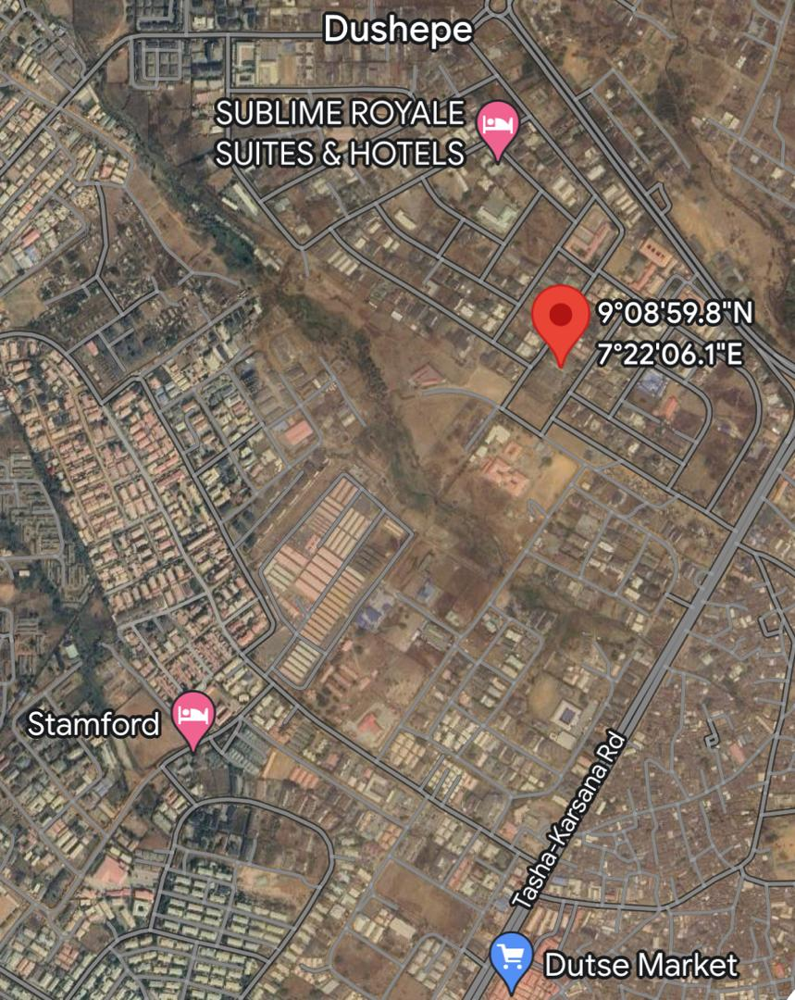 Dushepe
SUBLIME ROYALE
SUITES & HOTELS
9°08'59.8"N
7°22'06.1"E
Stamford
Tasha-Karsana Rd
Dutse Market